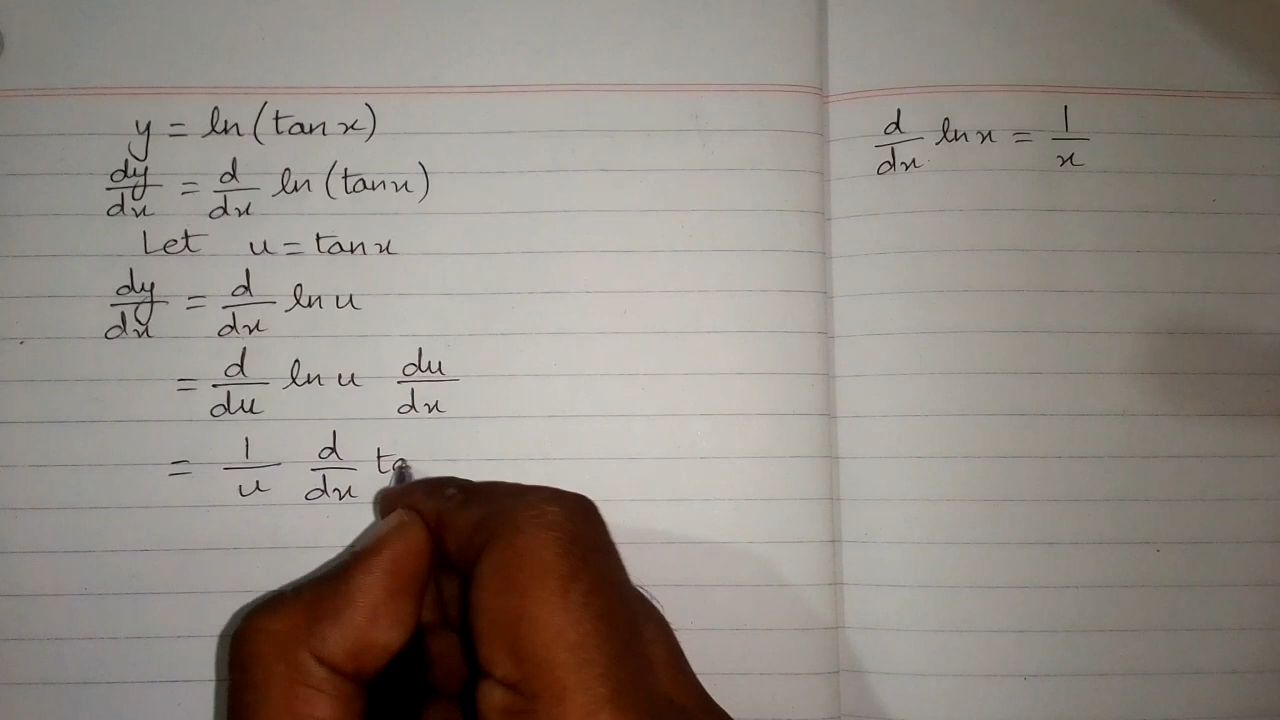 y = ln(tan x)
dy/dx = d/dx ln(tan x)
Let u = tan x
dy/dx = d/dx ln u
= d/du ln u du/dx
= 1/u d/dx ta
d/dx ln x = 1/x